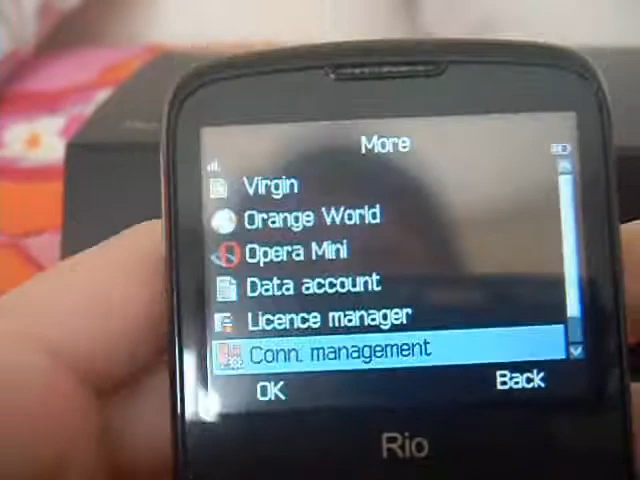 More
Virgin
Orange World
Opera Mini
Data account
Licence manager
Conn. management
OK
Back
Rio